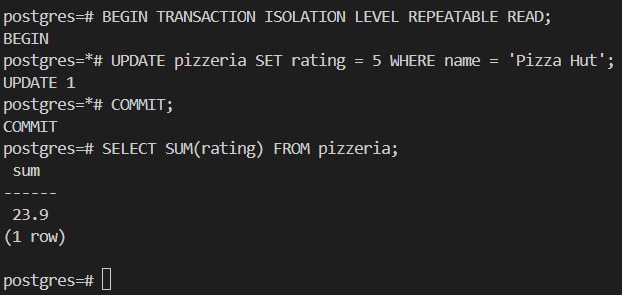 postgres=# BEGIN TRANSACTION ISOLATION LEVEL REPEATABLE READ;
BEGIN
postgres=*# UPDATE pizzeria SET rating = 5 WHERE name = 'Pizza Hut';
UPDATE 1
postgres=*# COMMIT;
COMMIT
postgres=# SELECT SUM(rating) FROM pizzeria;
 sum
------
 23.9
(1 row)

postgres=#